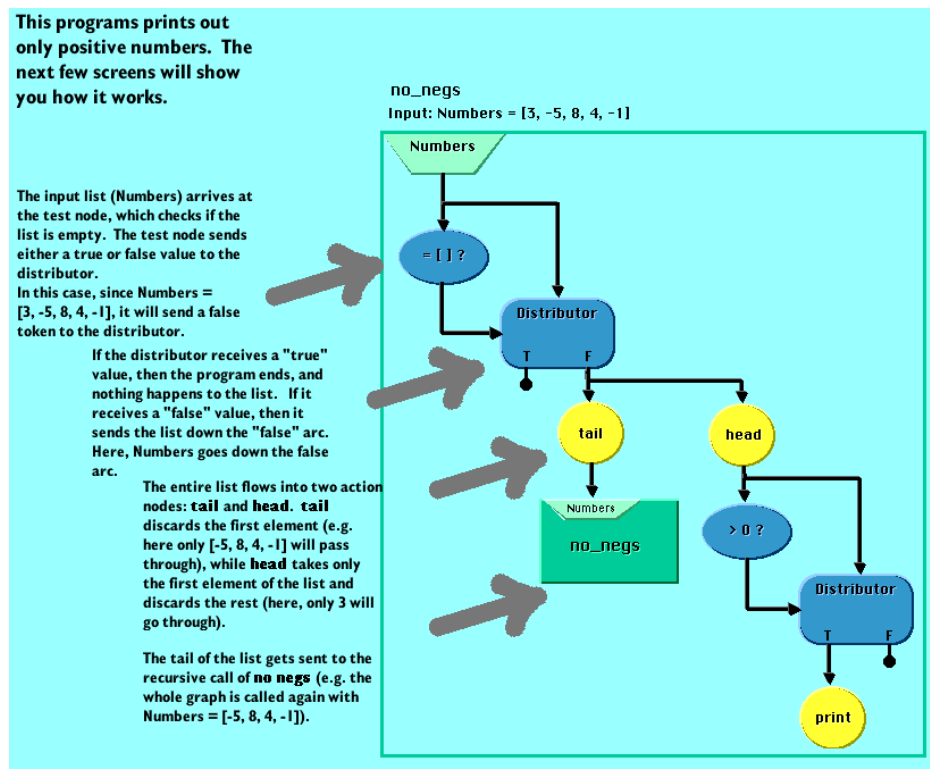 This programs prints out
only positive numbers.  The
next few screens will show
you how it works.
no_negs
Input: Numbers = [3, -5, 8, 4, -1]
Numbers
The input list (Numbers) arrives at
the test node, which checks if the
list is empty.  The test node sends
either a true or false value to the
distributor.
In this case, since Numbers =
[3, -5, 8, 4, -1], it will send a false
token to the distributor.
= [ ] ?
Distributor
T F
If the distributor receives a "true"
value, then the program ends, and
nothing happens to the list.  If it
receives a "false" value, then it
sends the list down the "false" arc.
Here, Numbers goes down the false
arc.
tail
head
The entire list flows into two action
nodes: tail and head. tail
discards the first element (e.g.
here only [-5, 8, 4, -1] will pass
through), while head takes only
the first element of the list and
discards the rest (here, only 3 will
go through).
Numbers
no_negs
> 0 ?
Distributor
T F
The tail of the list gets sent to the
recursive call of no negs (e.g. the
whole graph is called again with
Numbers = [-5, 8, 4, -1]).
print